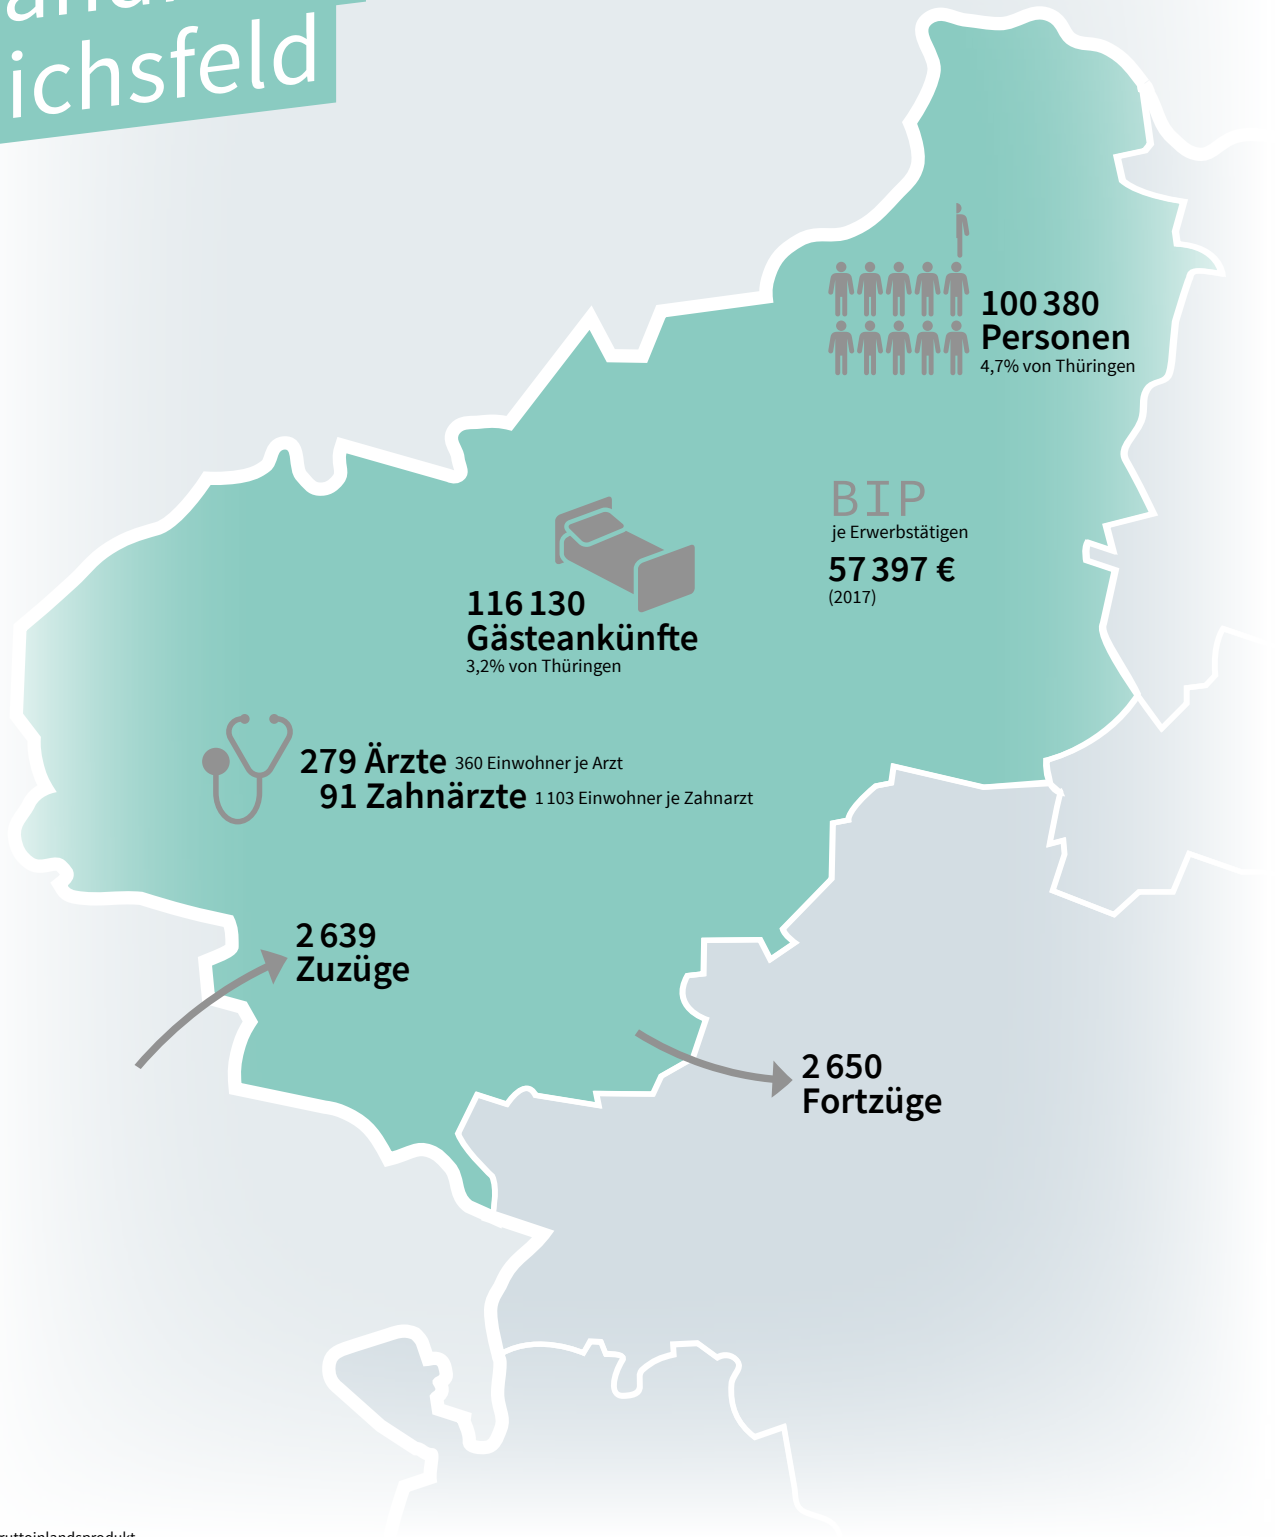 ichsfeld
100 380
Personen
4,7% von Thüringen
BIP
je Erwerbstätigen
57 397 €
(2017)
116 130
Gästeankünfte
3,2% von Thüringen
279 Ärzte 360 Einwohner je Arzt
91 Zahnärzte 1 103 Einwohner je Zahnarzt
2 639
Zuzüge
2 650
Fortzüge